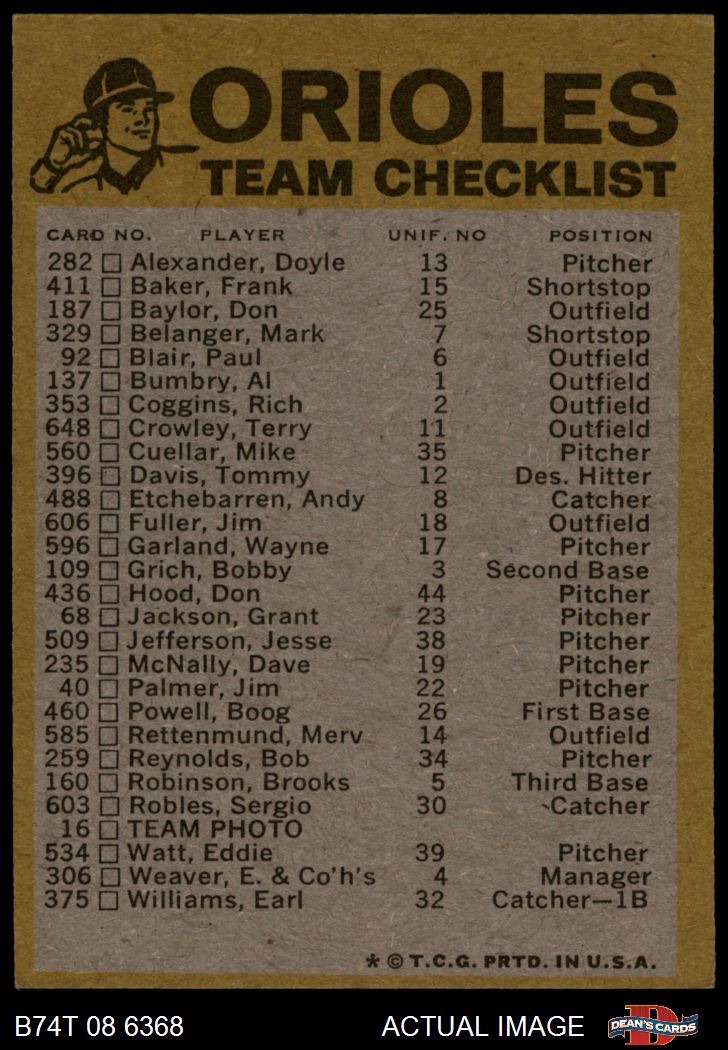 ORIOLES
TEAM CHECKLIST
CARD NO. PLAYER UNIF. NO POSITION
282 □ Alexander, Doyle 13 Pitcher
411 □ Baker, Frank 15 Shortstop
187 □ Baylor, Don 25 Outfield
329 □ Belanger, Mark 7 Shortstop
92 □ Blair, Paul 6 Outfield
137 □ Bumbry, Al 1 Outfield
353 □ Coggins, Rich 2 Outfield
648 □ Crowley, Terry 11 Outfield
560 □ Cuellar, Mike 35 Pitcher
396 □ Davis, Tommy 12 Des. Hitter
488 □ Etchebarren, Andy 8 Catcher
606 □ Fuller, Jim 18 Outfield
596 □ Garland, Wayne 17 Pitcher
109 □ Grich, Bobby 3 Second Base
436 □ Hood, Don 44 Pitcher
68 □ Jackson, Grant 23 Pitcher
509 □ Jefferson, Jesse 38 Pitcher
235 □ McNally, Dave 19 Pitcher
40 □ Palmer, Jim 22 Pitcher
460 □ Powell, Boog 26 First Base
585 □ Rettenmund, Merv 14 Outfield
259 □ Reynolds, Bob 34 Pitcher
160 □ Robinson, Brooks 5 Third Base
603 □ Robles, Sergio 30 Catcher
16 □ TEAM PHOTO
534 □ Watt, Eddie 39 Pitcher
306 □ Weaver, E. & Co'h's 4 Manager
375 □ Williams, Earl 32 Catcher—1B
* © T.C.G. PRTD. IN U.S.A.
B74T 08 6368 ACTUAL IMAGE DEAN'S CARDS